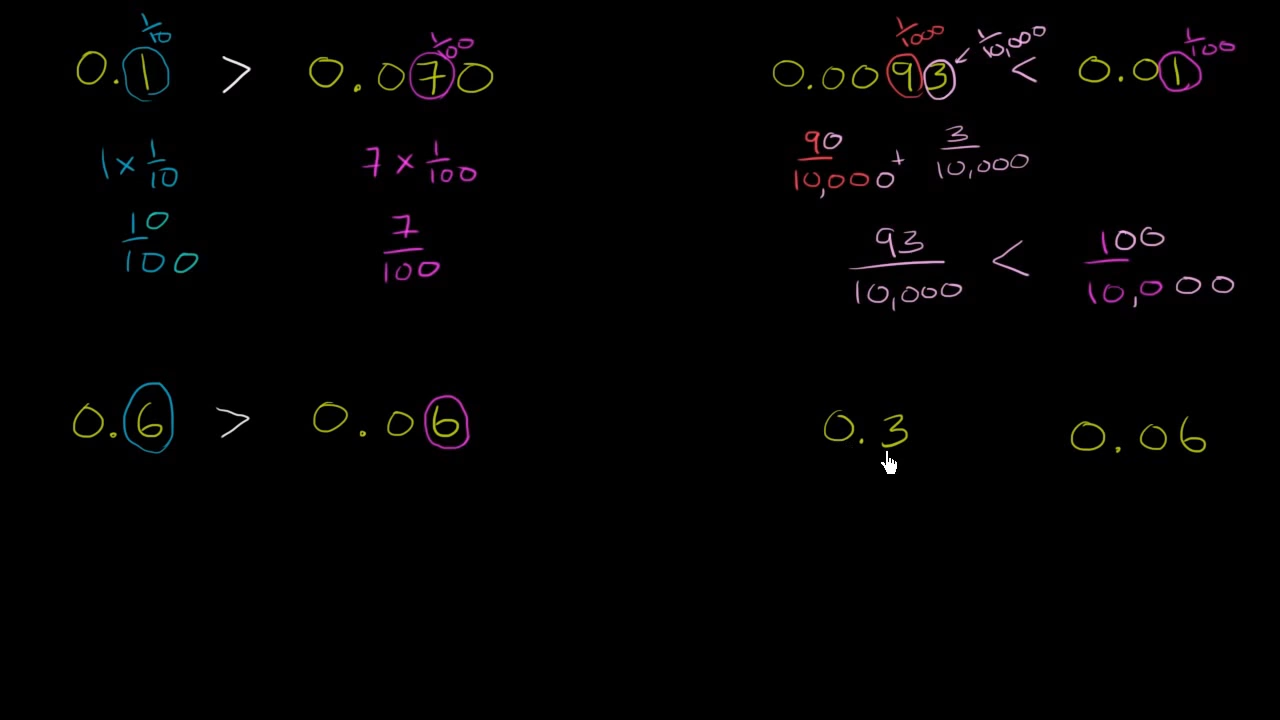 1/10 1/100
0.1 > 0.070
1 × 1/10 7 × 1/100
10/100 7/100
1/1000 1/10,000 1/100
0.0093 < 0.01
90/10,000 + 3/10,000
93/10,000 < 100/10,000
0.6 > 0.06
0.3 0.06